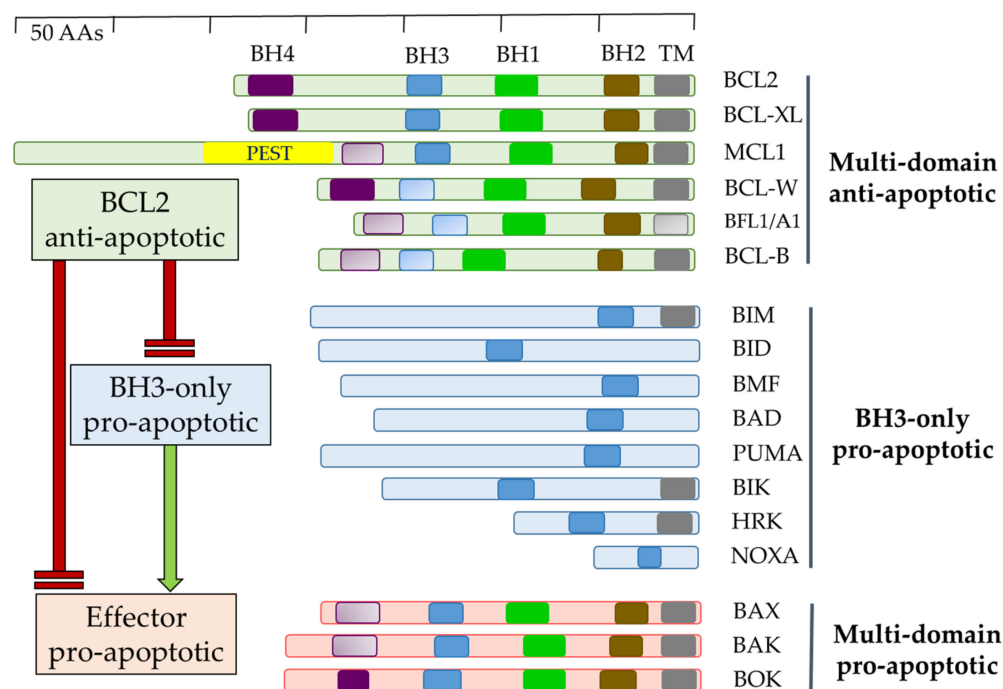 50 AAs
BH4 BH3 BH1 BH2 TM
BCL2
BCL-XL
PEST
MCL1
BCL-W
BFL1/A1
BCL-B
Multi-domain
anti-apoptotic
BCL2
anti-apoptotic
BH3-only
pro-apoptotic
Effector
pro-apoptotic
BIM
BID
BMF
BAD
PUMA
BIK
HRK
NOXA
BH3-only
pro-apoptotic
BAX
BAK
BOK
Multi-domain
pro-apoptotic